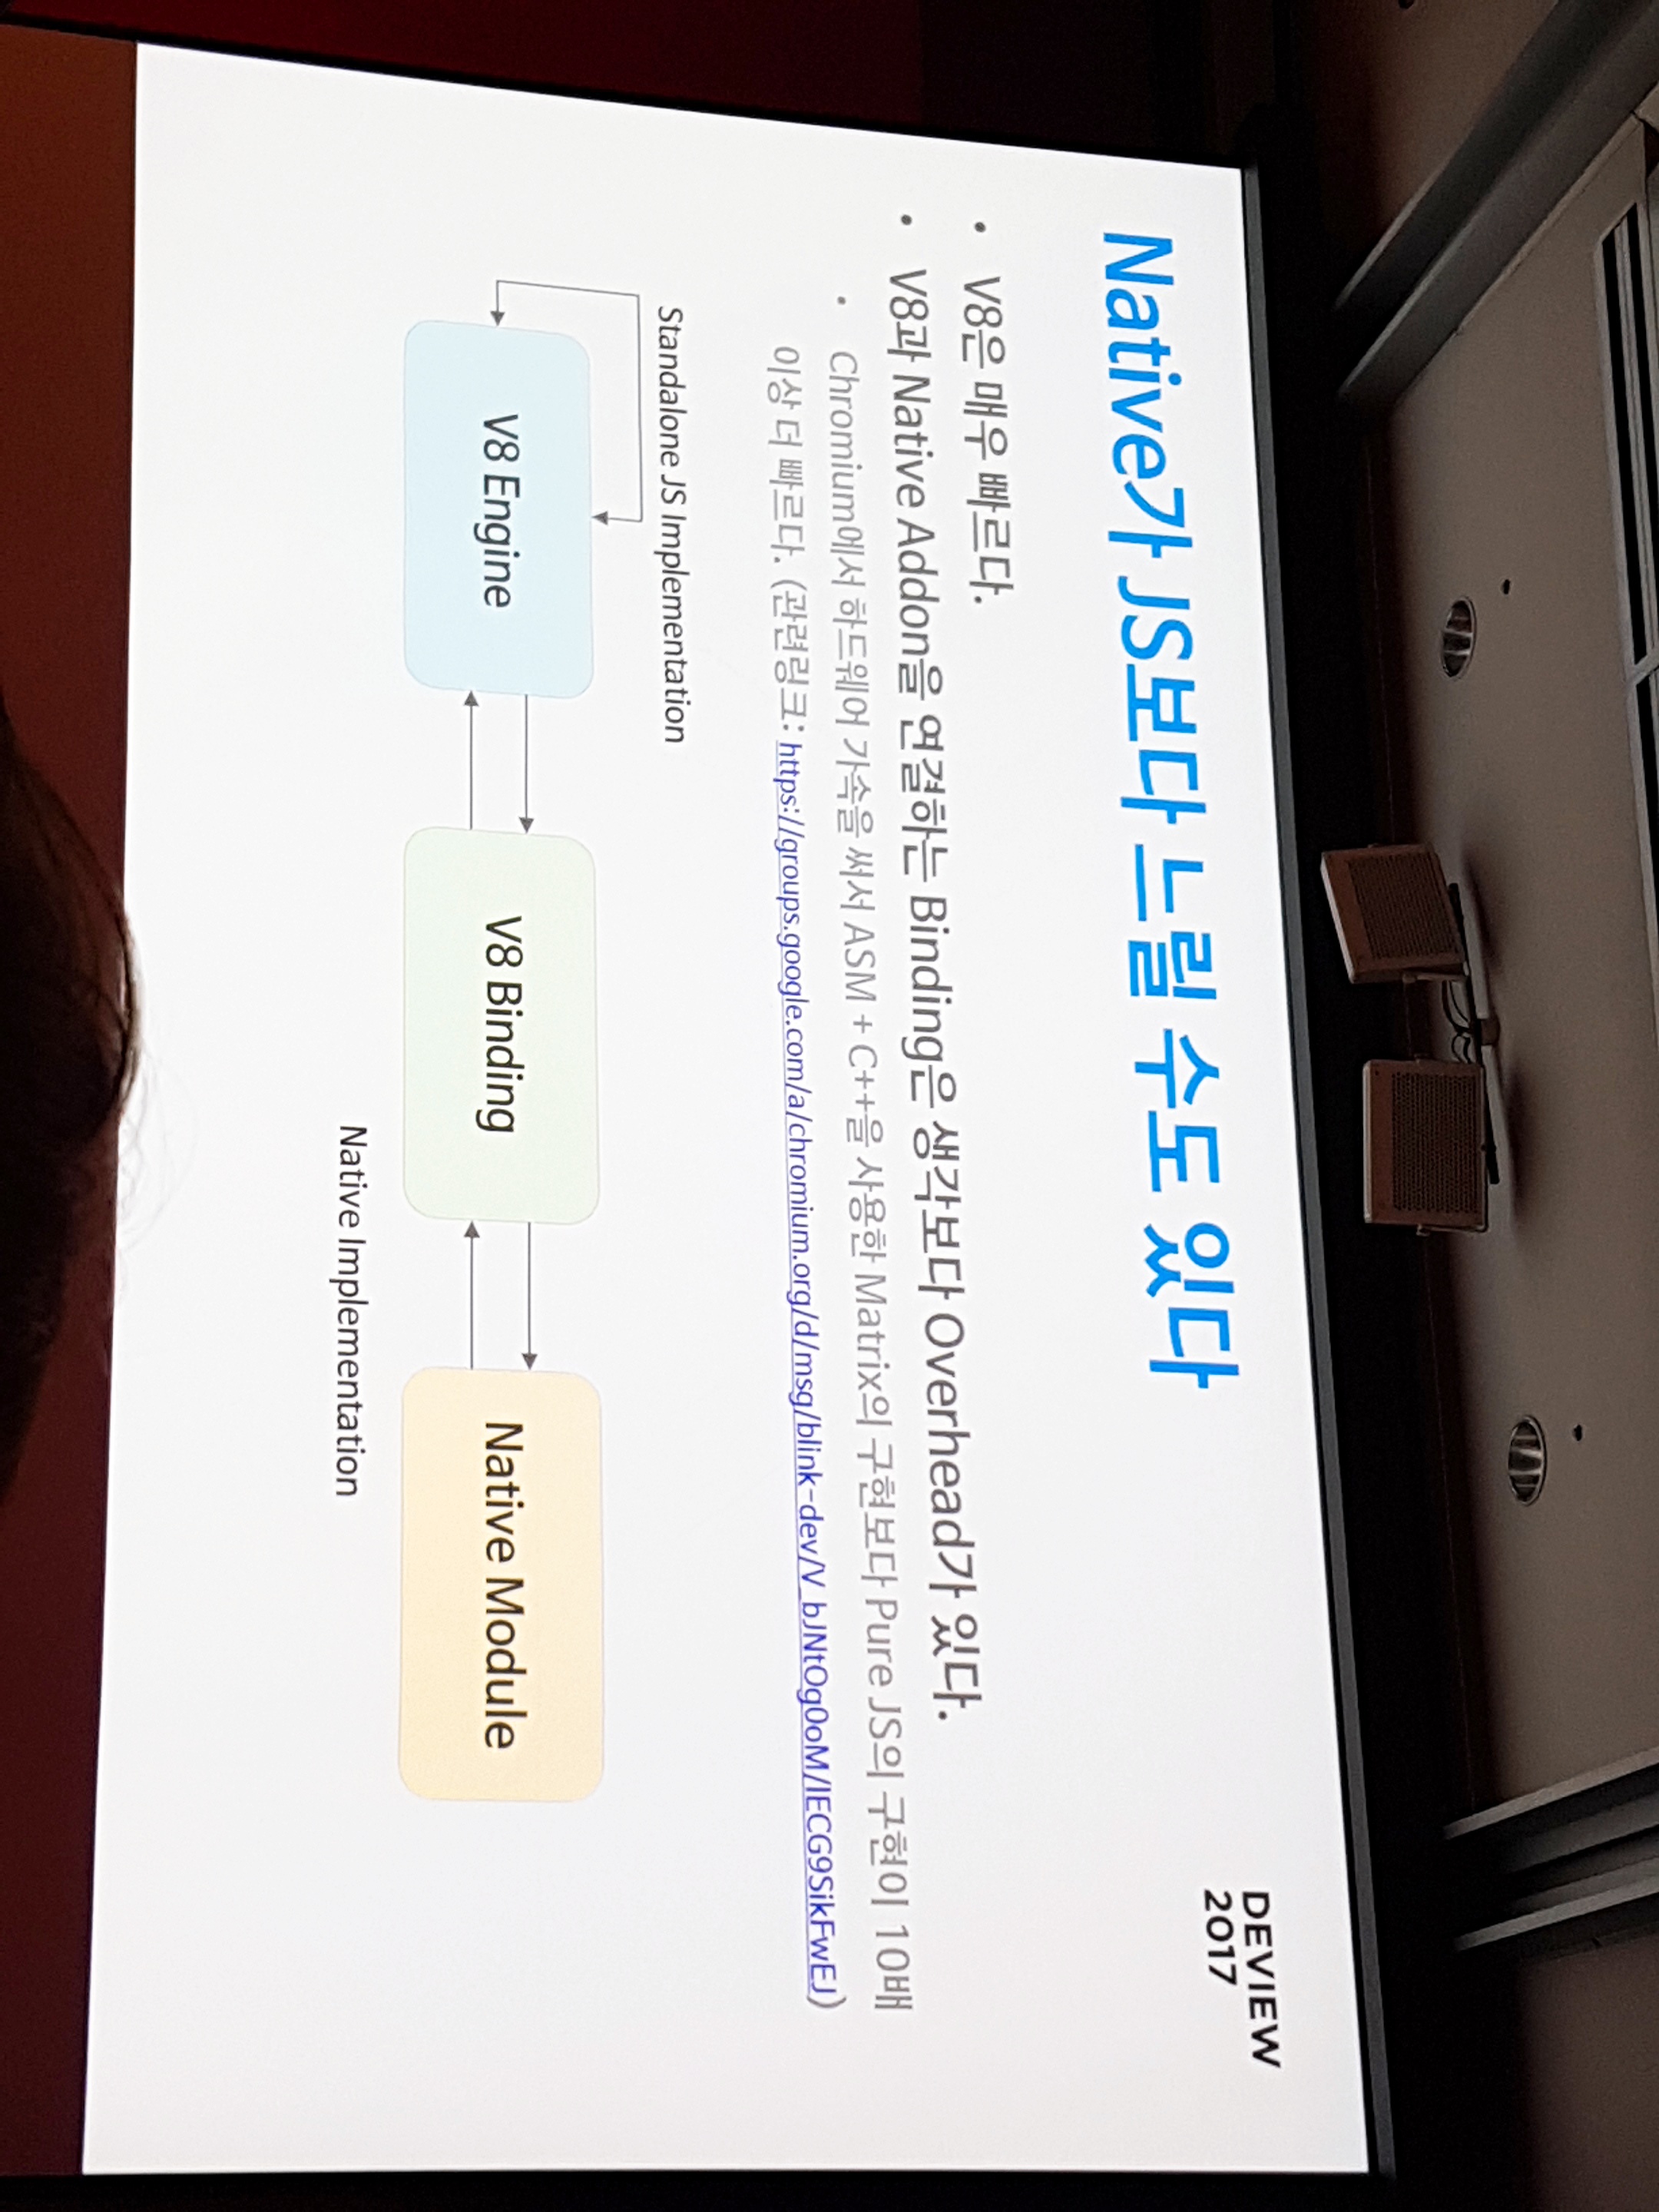 DEVIEW
2017
Native가 JS보다 느릴 수도 있다
• V8은 매우 빠르다.
• V8과 Native Addon을 연결하는 Binding은 생각보다 Overhead가 있다.
• Chromium에서 하드웨어 가속을 써서 ASM + C++을 사용한 Matrix의 구현보다 Pure JS의 구현이 10배
이상 더 빠르다. (관련링크: https://groups.google.com/a/chromium.org/d/msg/blink-dev/V_bJNtOg0oM/lECG9SikFwEJ)
Standalone JS Implementation
V8 Engine
V8 Binding
Native Module
Native Implementation